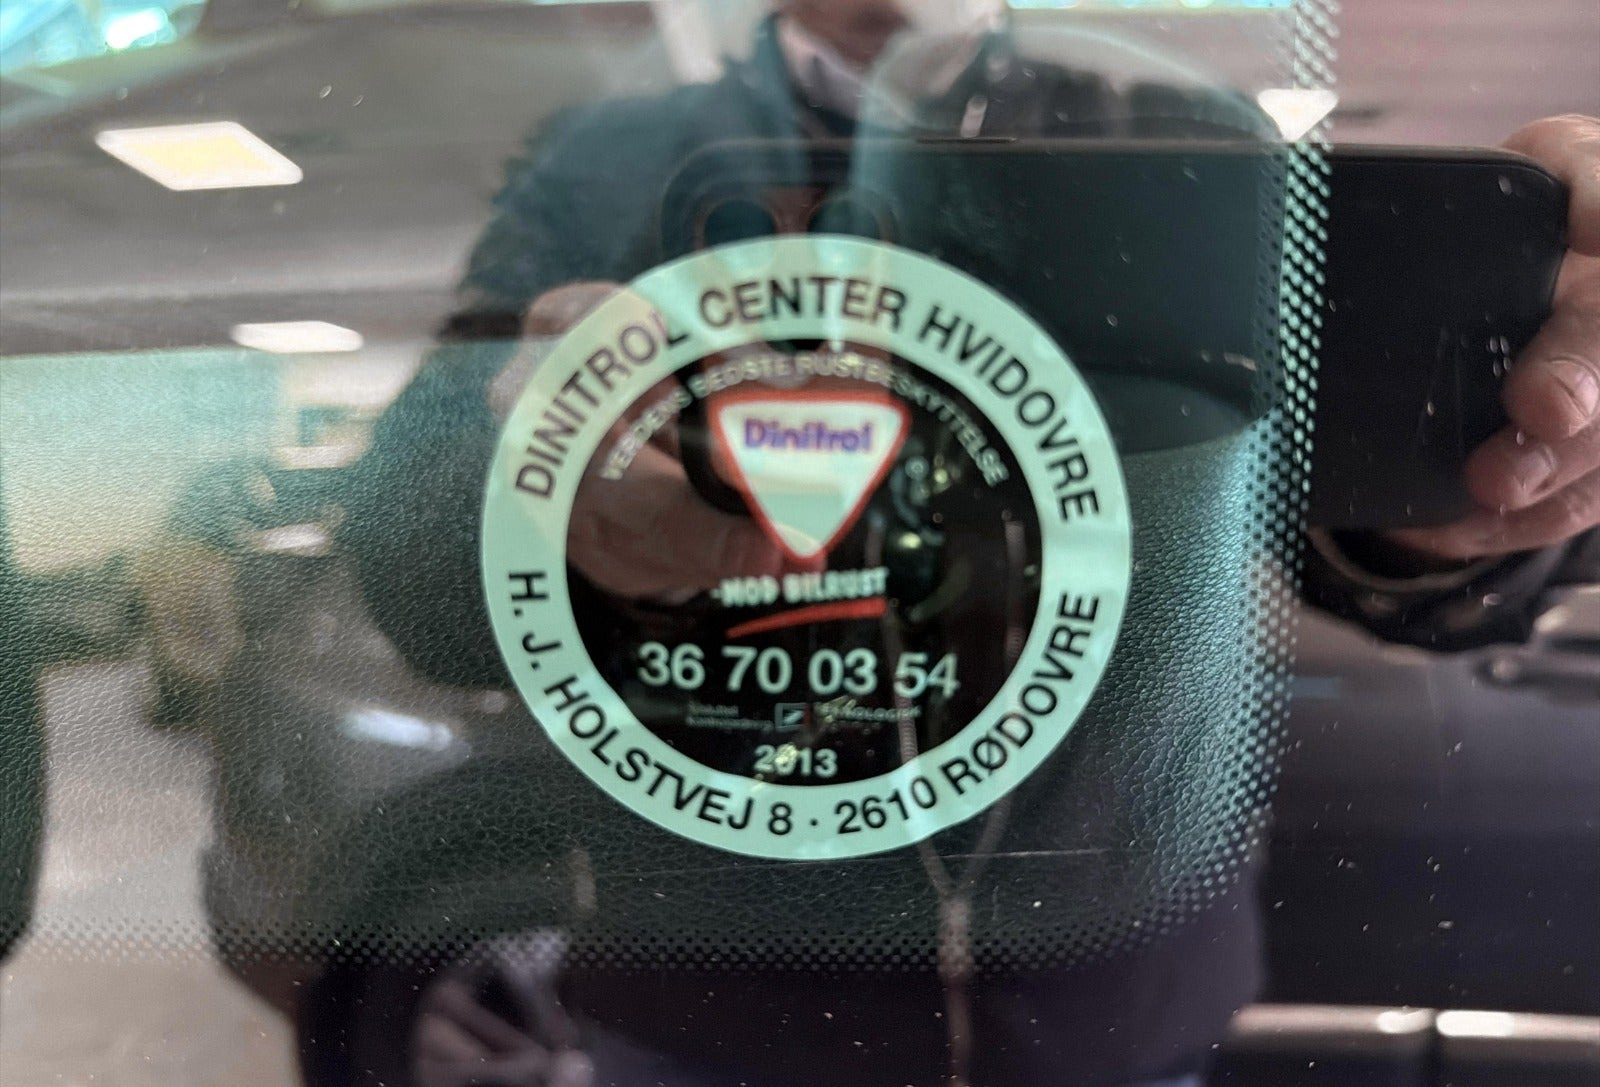 DINITROL CENTER HVIDOVRE
VERDENS BEDSTE RUSTBESKYTTELSE
Dinitrol
-MOD BILRUST
36 70 03 54
2013
H. J. HOLSTVEJ 8 · 2610 RØDOVRE